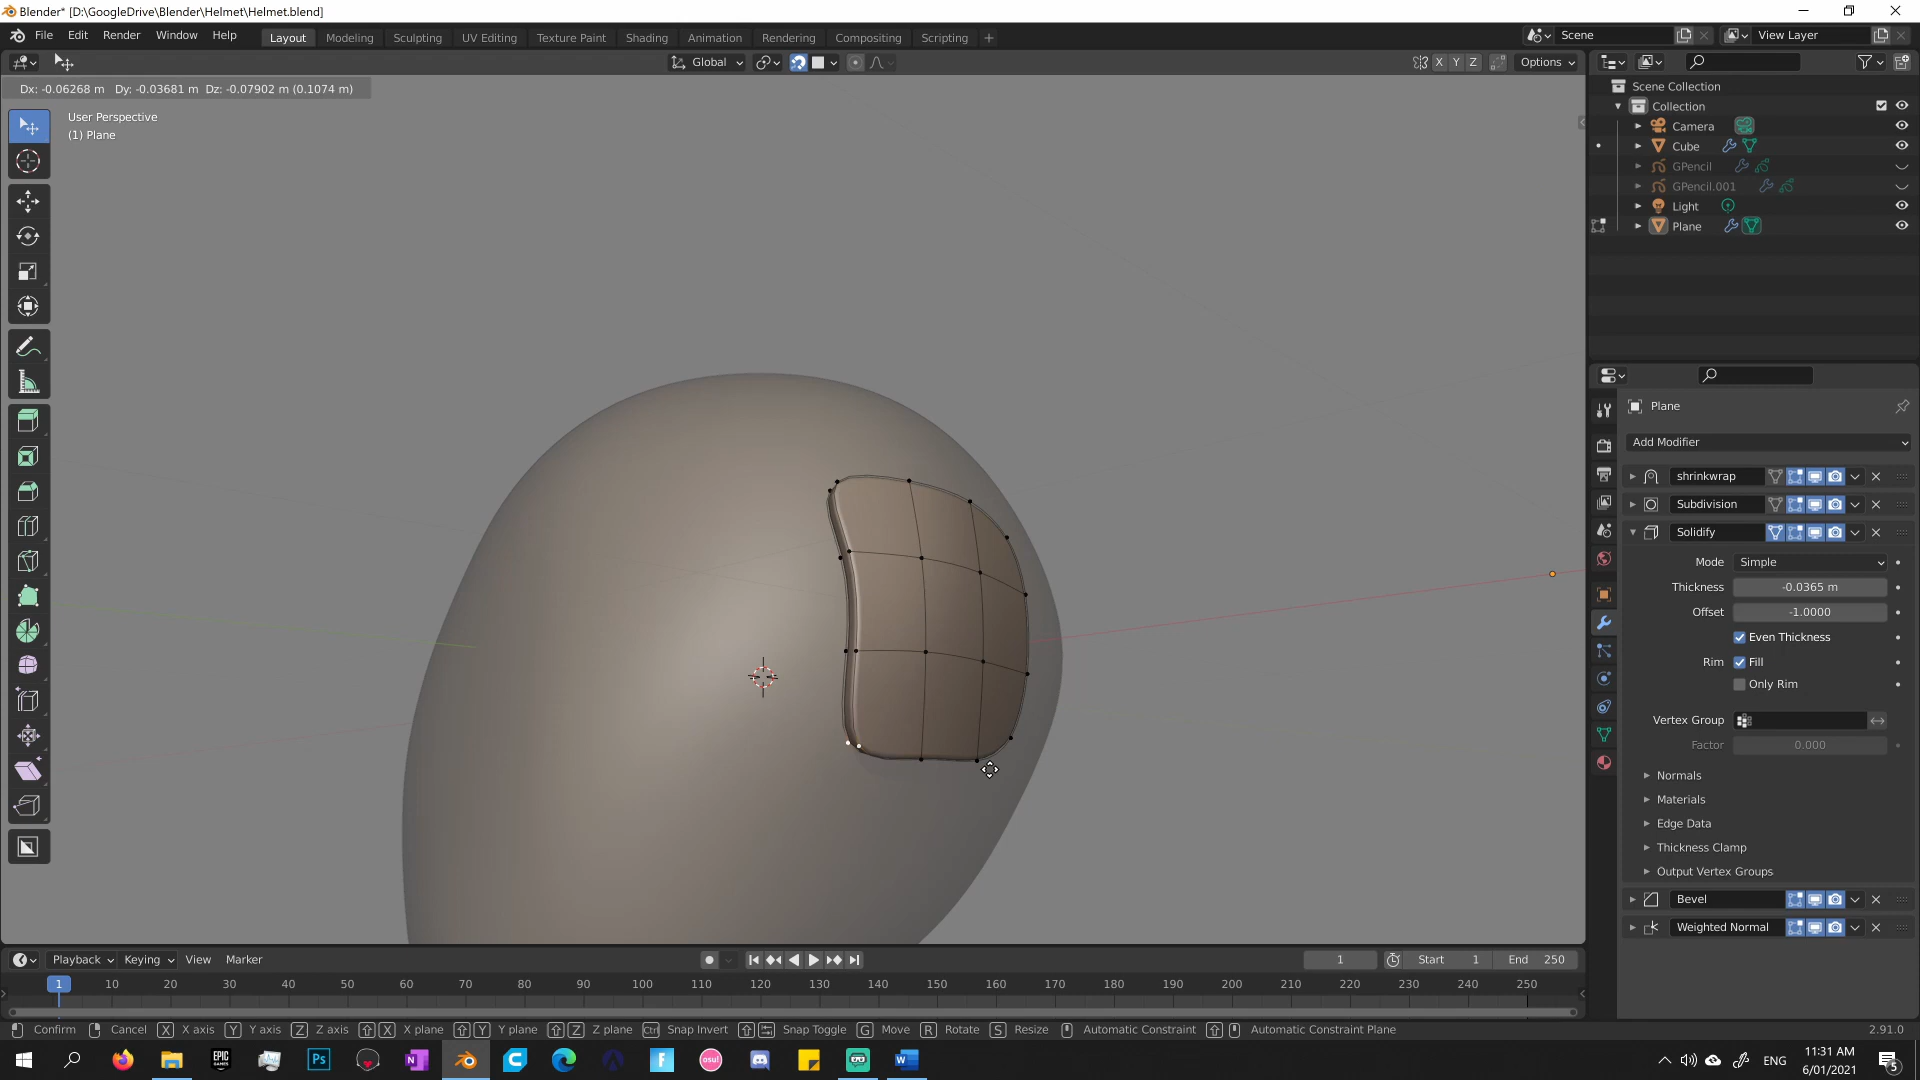 Blender* [D:\GoogleDrive\Blender\Helmet\Helmet.blend]
File Edit Render Window Help Layout Modeling Sculpting UV Editing Texture Paint Shading Animation Rendering Compositing Scripting + Scene View Layer
Global X Y Z Options
Dx: -0.06268 m Dy: -0.03681 m Dz: -0.07902 m (0.1074 m)
User Perspective
(1) Plane
Scene Collection
Collection
Camera
Cube
GPencil
GPencil.001
Light
Plane
Plane
Add Modifier
shrinkwrap
Subdivision
Solidify
Mode Simple
Thickness -0.0365 m
Offset -1.0000
Even Thickness
Rim Fill
Only Rim
Vertex Group
Factor 0.000
Normals
Materials
Edge Data
Thickness Clamp
Output Vertex Groups
Bevel
Weighted Normal
Playback Keying View Marker 1 Start 1 End 250
1 10 20 30 40 50 60 70 80 90 100 110 120 130 140 150 160 170 180 190 200 210 220 230 240 250
Confirm Cancel X X axis Y Y axis Z Z axis X X plane Y Y plane Z Z plane Ctrl Snap Invert Snap Toggle G Move R Rotate S Resize Automatic Constraint Automatic Constraint Plane 2.91.0
EPIC GAMES Ps N osu! W ENG 11:31 AM
6/01/2021 5